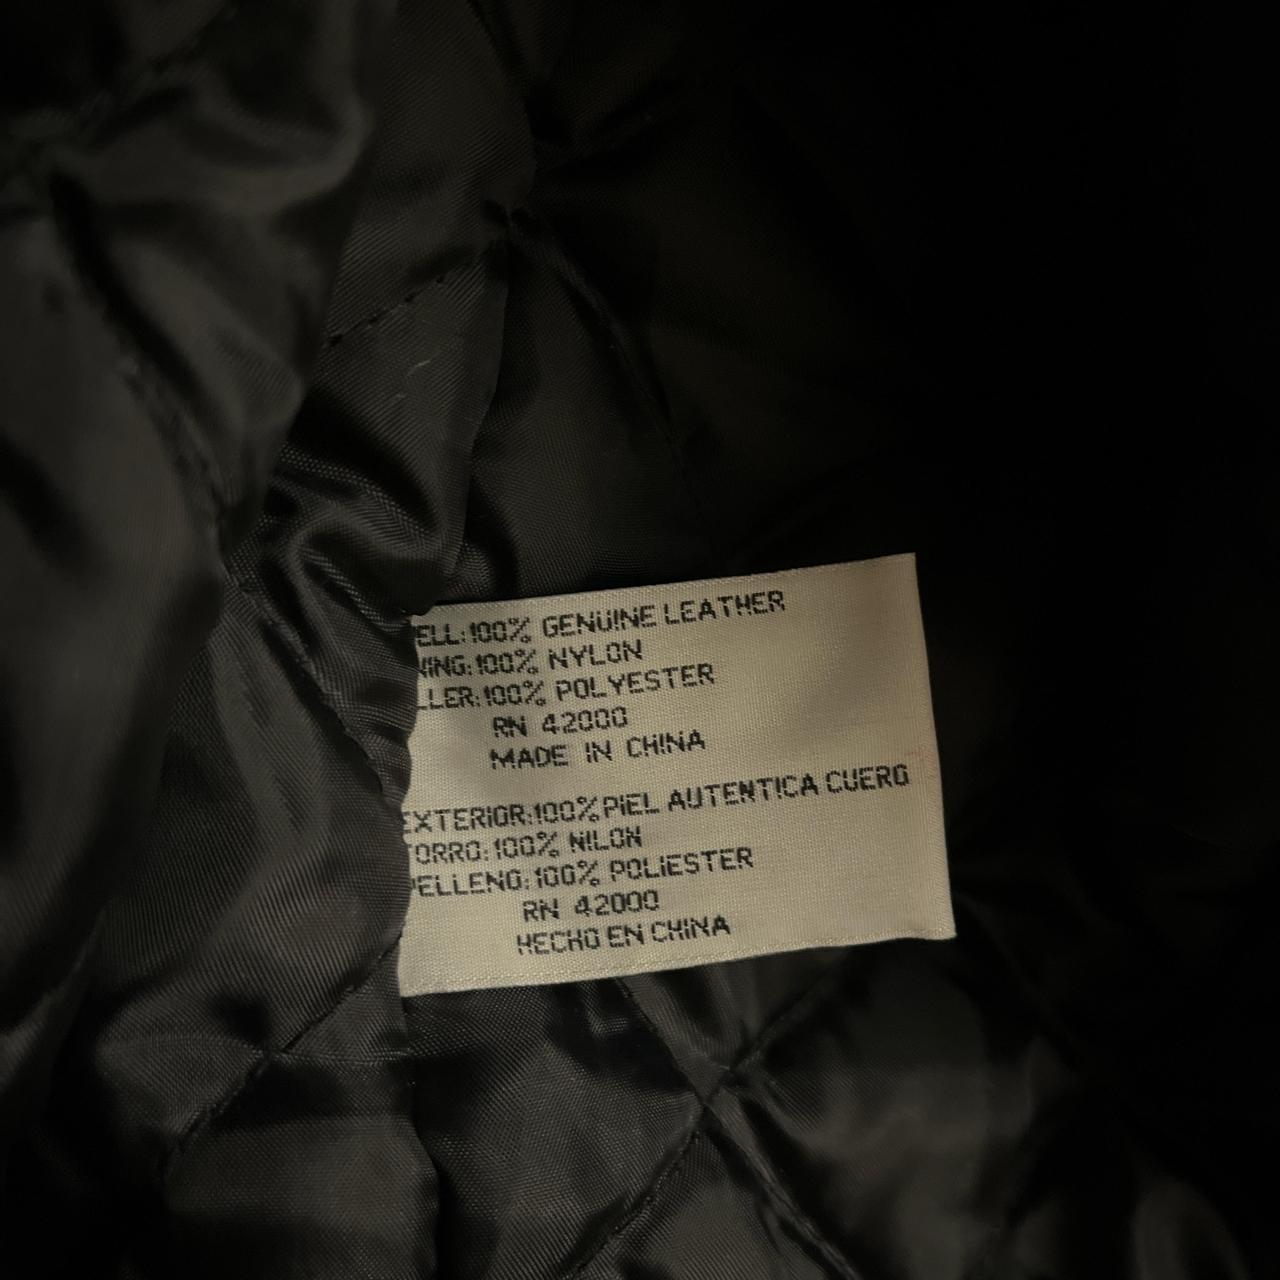 ELL:100% GENUINE LEATHER
NING:100% NYLON
LLER:100% POLYESTER
RN 42000
MADE IN CHINA
EXTERIOR:100%PIEL AUTENTICA CUERO
FORRO:100% NILON
PELLENO:100% POLIESTER
RN 42000
HECHO EN CHINA